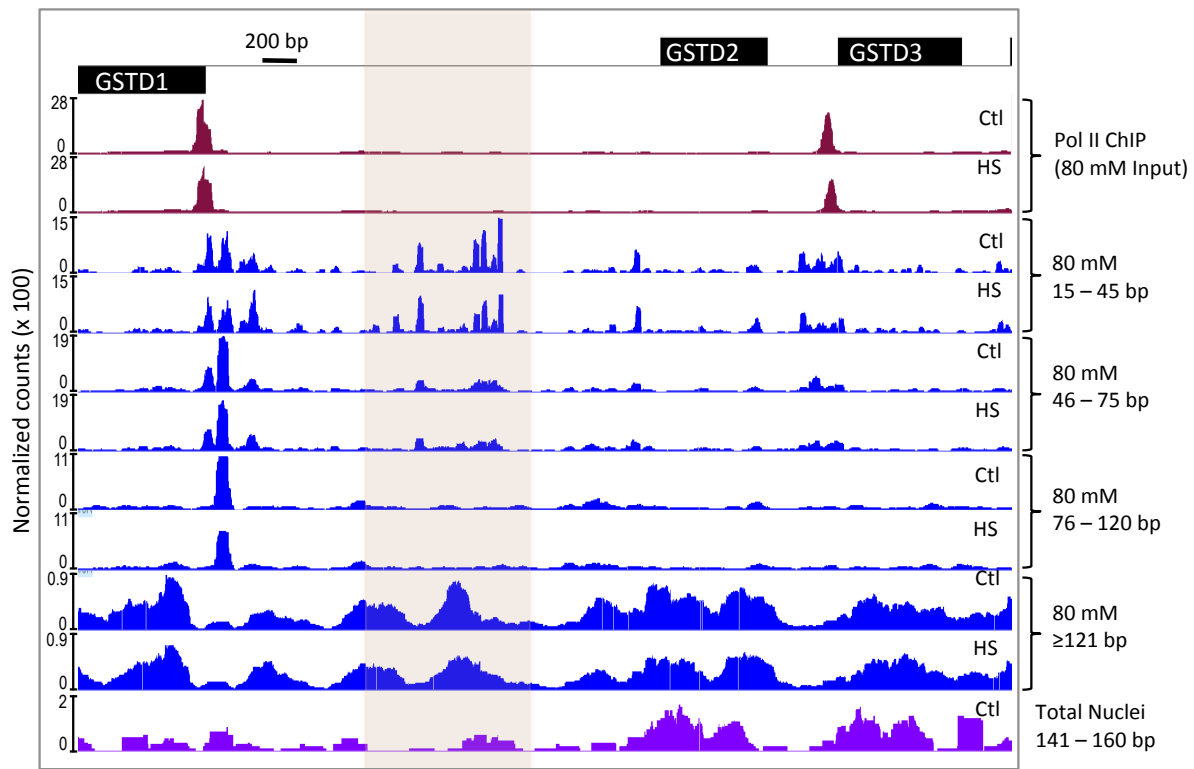 200 bp
GSTD2
GSTD3
GSTD1
28
0
Ctl
28
0
HS
Pol II ChIP
(80 mM Input)
15
0
Ctl
15
0
HS
80 mM
15 – 45 bp
19
0
Ctl
19
0
HS
80 mM
46 – 75 bp
11
0
Ctl
11
0
HS
80 mM
76 – 120 bp
0.9
0
Ctl
0.9
0
HS
80 mM
≥121 bp
2
0
Ctl
Total Nuclei
141 – 160 bp
Normalized counts (x 100)